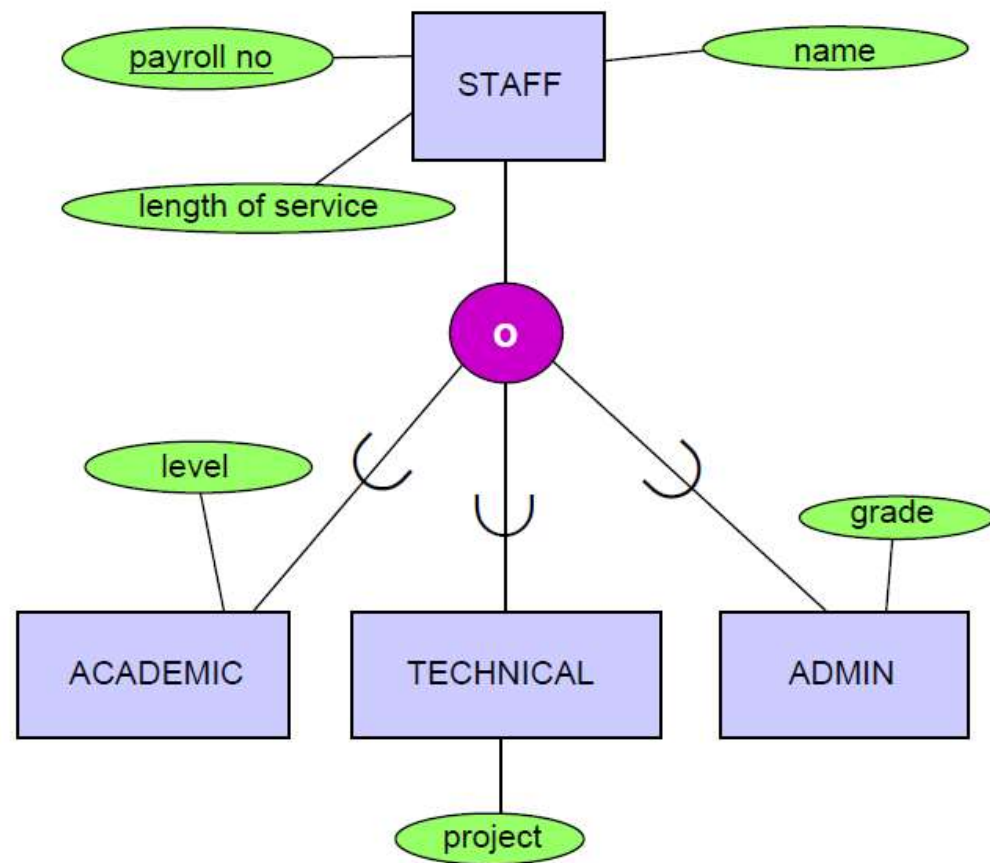 payroll no
STAFF
name
length of service
o
level
grade
ACADEMIC
TECHNICAL
ADMIN
project